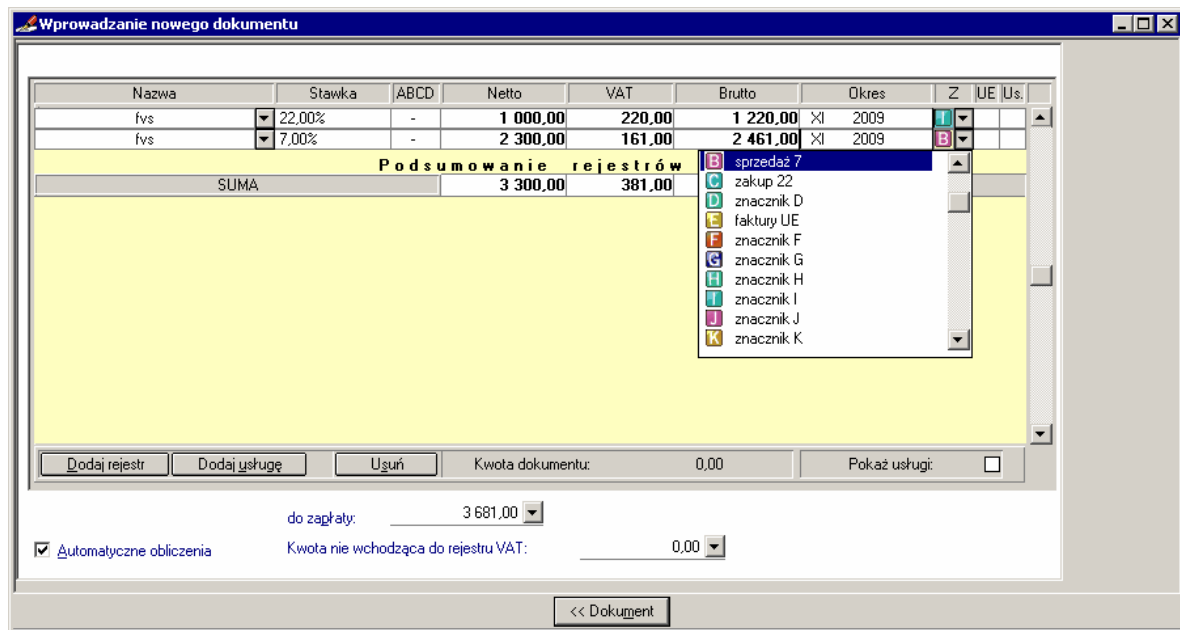 Wprowadzanie nowego dokumentu
Nazwa Stawka ABCD Netto VAT Brutto Okres Z UE Us.
fvs 22,00% - 1 000,00 220,00 1 220,00 XI 2009 I
fvs 7,00% - 2 300,00 161,00 2 461,00 XI 2009 B
Podsumowanie rejestrów
SUMA 3 300,00 381,00
B sprzedaż 7
C zakup 22
D znacznik D
E faktury UE
F znacznik F
G znacznik G
H znacznik H
I znacznik I
J znacznik J
K znacznik K
Dodaj rejestr Dodaj usługę Usuń Kwota dokumentu: 0,00 Pokaż usługi:
do zapłaty: 3 681,00
Automatyczne obliczenia Kwota nie wchodząca do rejestru VAT: 0,00
<< Dokument